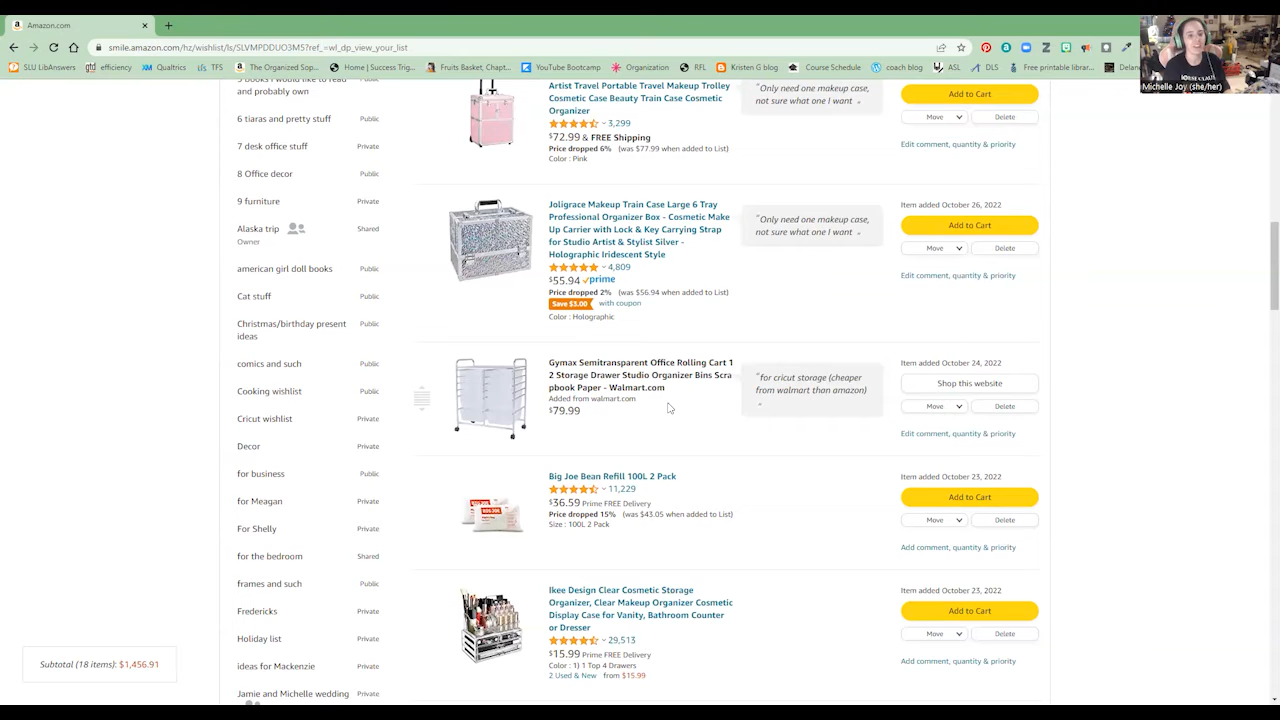 Amazon.com
smile.amazon.com/hz/wishlist/ls/SLVMPDDUO3M5?ref_=wl_dp_view_your_list
SLU LibAnswers
gtd efficiency
Qualtrics
TFS
The Organized Sop...
Home | Success Trig...
Fruits Basket, Chapt...
YouTube Bootcamp
Organization
RFL
Kristen G blog
Course Schedule
coach blog
ASL
DLS
Free printable library...
Delan
Michelle Joy (she/her)
and probably own
6 tiaras and pretty stuff Public
7 desk office stuff Private
8 Office decor Public
9 furniture Private
Alaska trip Shared
Owner
american girl doll books Public
Cat stuff Public
Christmas/birthday present Public
ideas
comics and such Public
Cooking wishlist Public
Cricut wishlist Private
Decor Private
for business Public
for Meagan Private
For Shelly Private
for the bedroom Shared
frames and such Public
Fredericks Private
Holiday list Private
ideas for Mackenzie Private
Jamie and Michelle wedding Private
Subtotal (18 items): $1,456.91
Artist Travel Portable Travel Makeup Trolley
Cosmetic Case Beauty Train Case Cosmetic
Organizer
3,299
$72.99 & FREE Shipping
Price dropped 6% (was $77.99 when added to List)
Color : Pink
"Only need one makeup case,
not sure what one I want "
Add to Cart
Move
Delete
Edit comment, quantity & priority
Joligrace Makeup Train Case Large 6 Tray
Professional Organizer Box - Cosmetic Make
Up Carrier with Lock & Key Carrying Strap
for Studio Artist & Stylist Silver -
Holographic Iridescent Style
4,809
$55.94 prime
Price dropped 2% (was $56.94 when added to List)
Save $3.00 with coupon
Color : Holographic
"Only need one makeup case,
not sure what one I want "
Item added October 26, 2022
Add to Cart
Move
Delete
Edit comment, quantity & priority
Gymax Semitransparent Office Rolling Cart 1
2 Storage Drawer Studio Organizer Bins Scra
pbook Paper - Walmart.com
Added from walmart.com
$79.99
"for cricut storage (cheaper
from walmart than amazon)
"
Item added October 24, 2022
Shop this website
Move
Delete
Edit comment, quantity & priority
Big Joe Bean Refill 100L 2 Pack
11,229
$36.59 Prime FREE Delivery
Price dropped 15% (was $43.05 when added to List)
Size : 100L 2 Pack
Item added October 23, 2022
Add to Cart
Move
Delete
Add comment, quantity & priority
Ikee Design Clear Cosmetic Storage
Organizer, Clear Makeup Organizer Cosmetic
Display Case for Vanity, Bathroom Counter
or Dresser
29,513
$15.99 Prime FREE Delivery
Color : 1) 1 Top 4 Drawers
2 Used & New from $15.99
Item added October 23, 2022
Add to Cart
Move
Delete
Add comment, quantity & priority